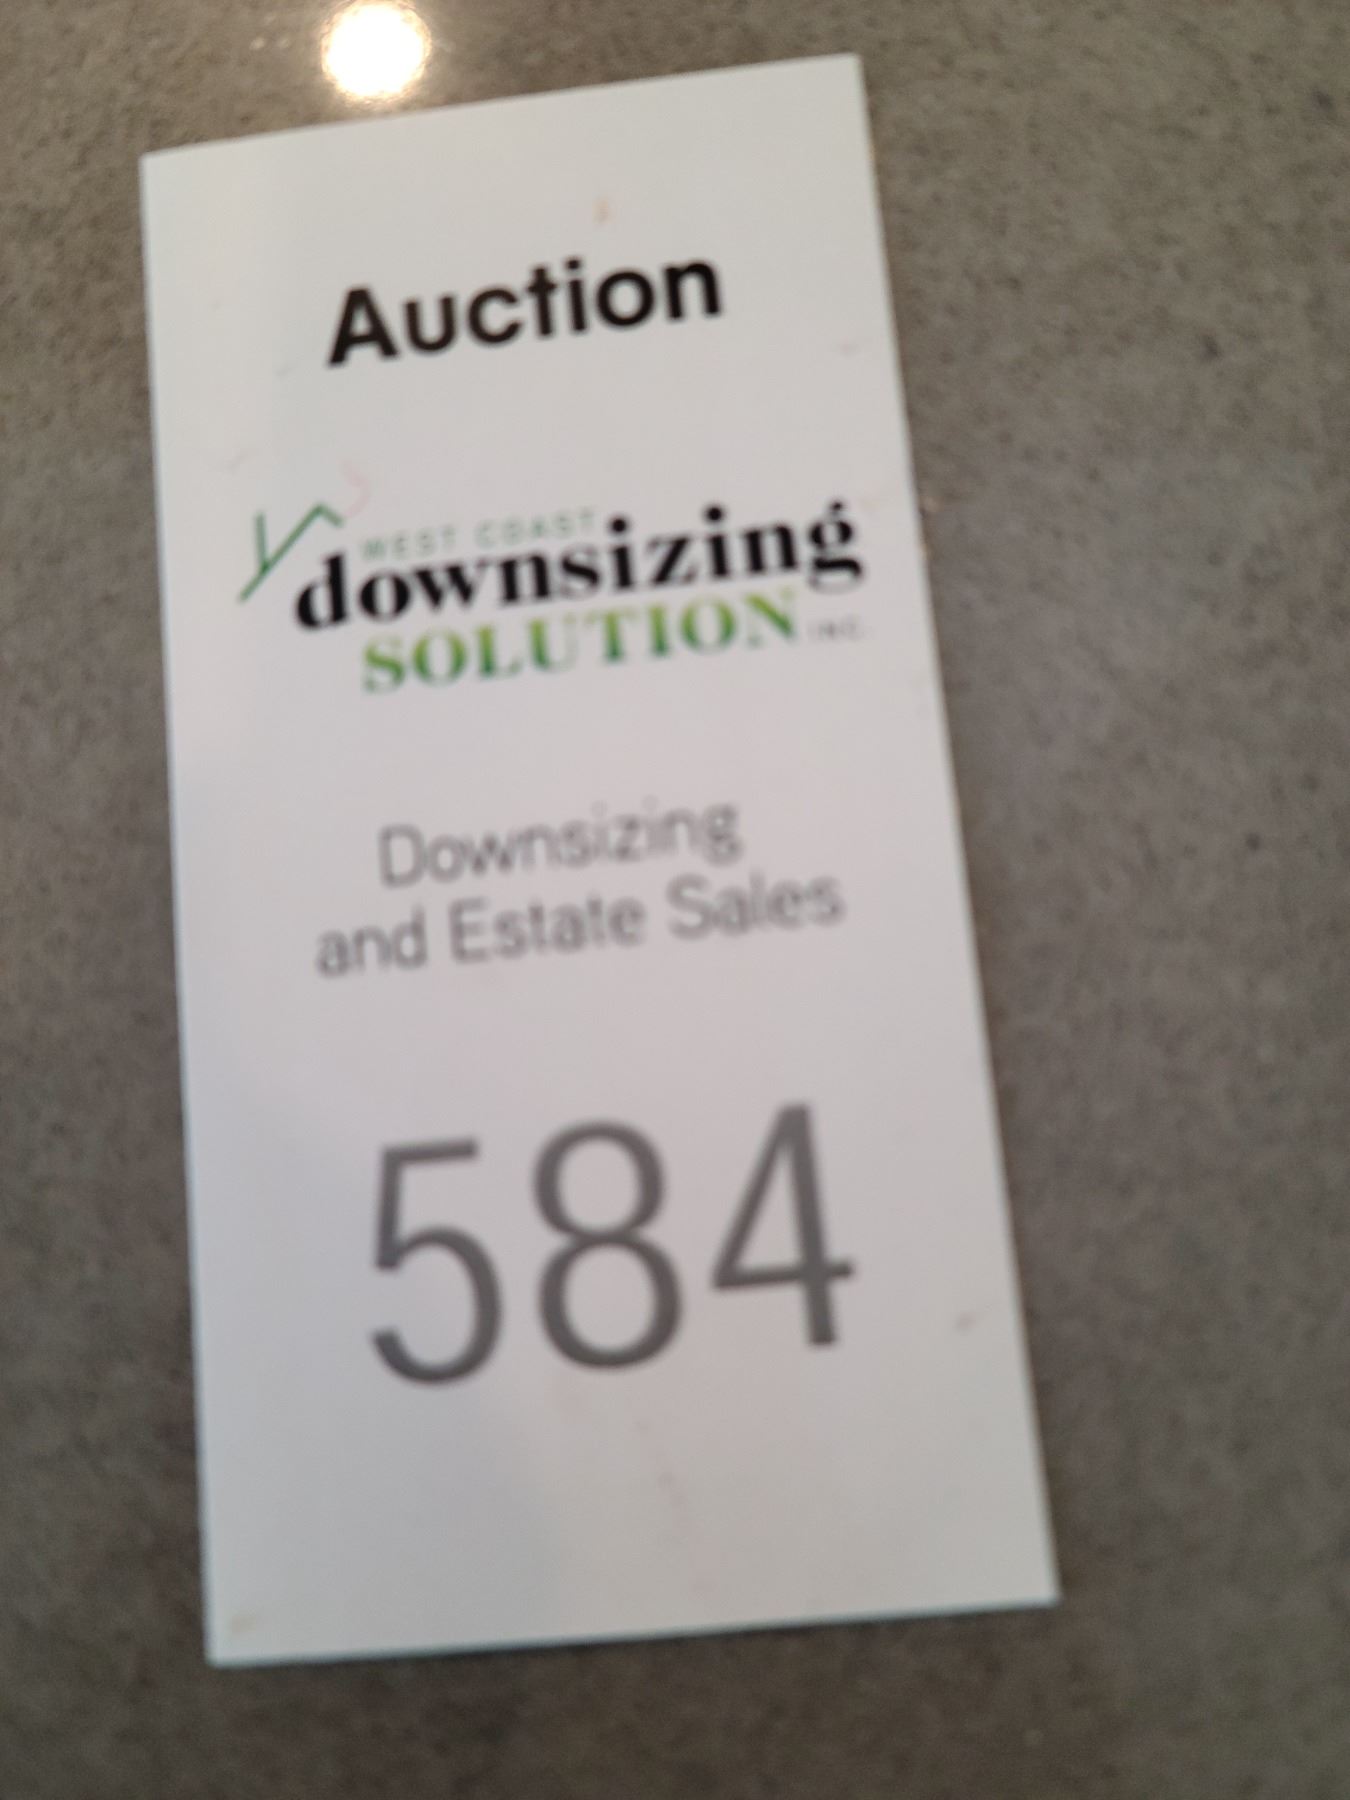 Auction
WEST COAST
downsizing
SOLUTION INC.
Downsizing
and Estate Sales
584